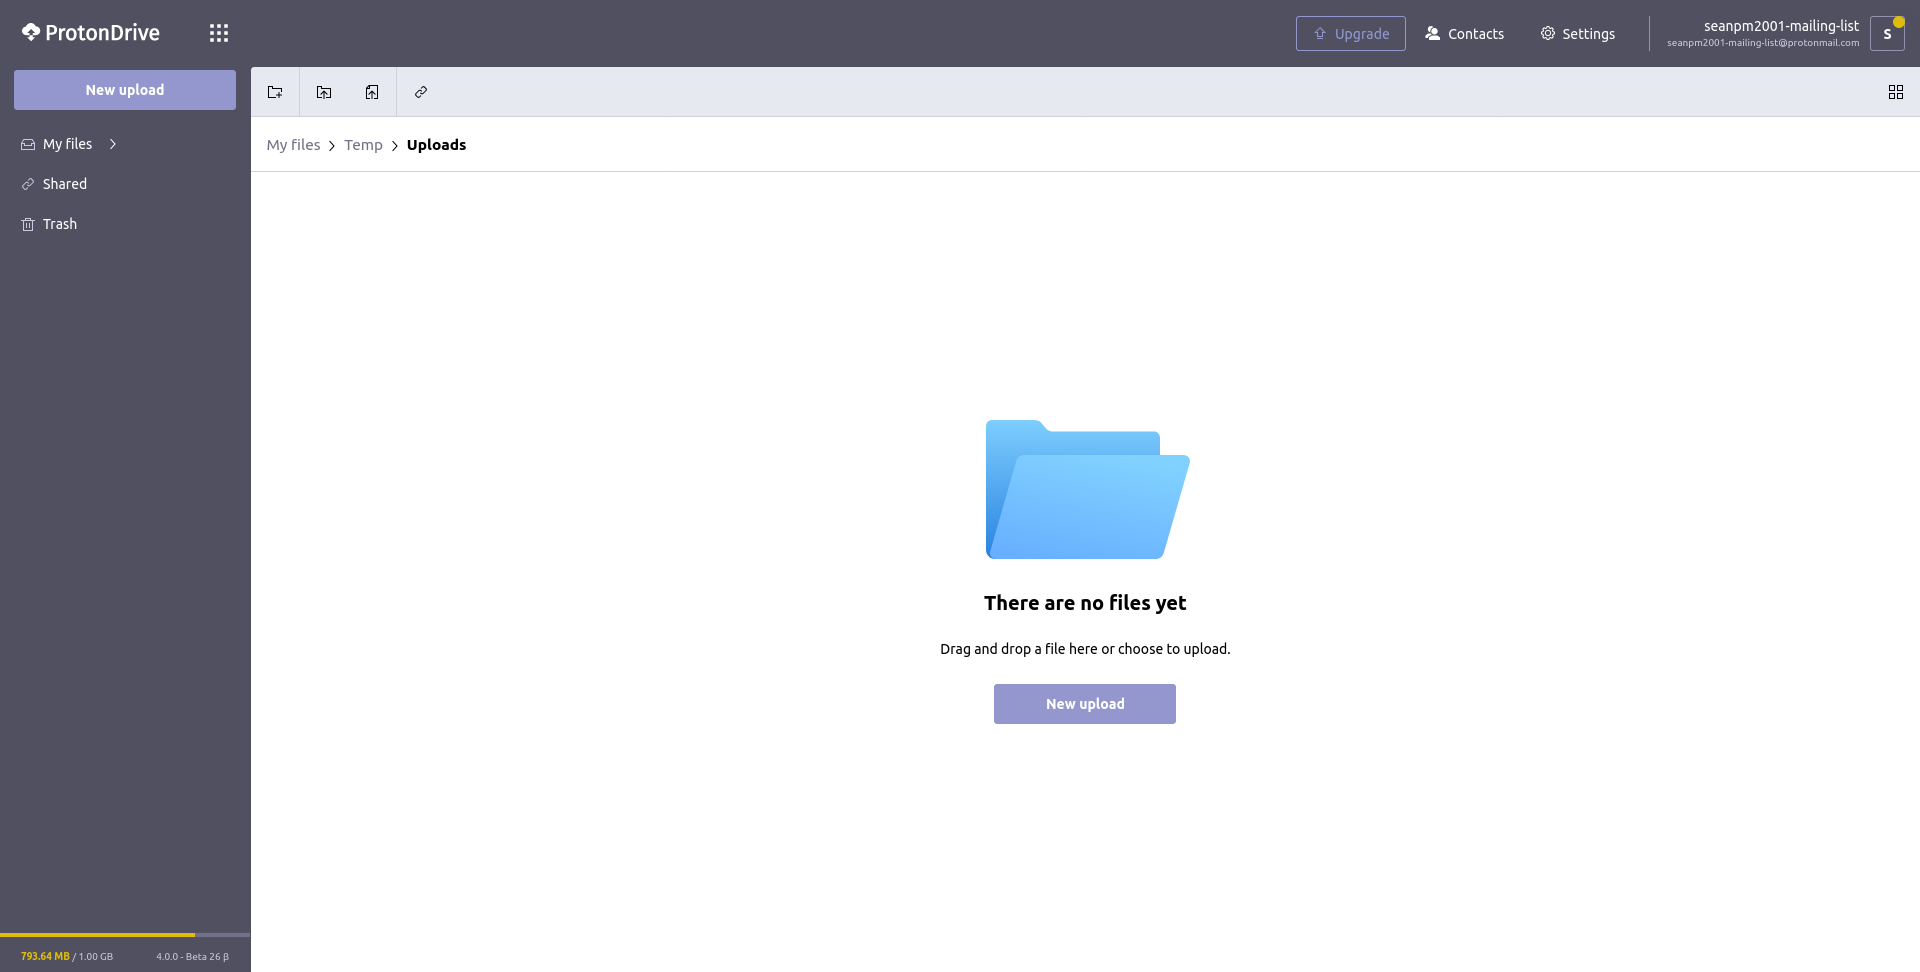 ProtonDrive
Upgrade
Contacts
Settings
seanpm2001-mailing-list
seanpm2001-mailing-list@protonmail.com
S
New upload
My files
Shared
Trash
My files > Temp > Uploads
There are no files yet
Drag and drop a file here or choose to upload.
New upload
793.64 MB / 1.00 GB
4.0.0 - Beta 26 β